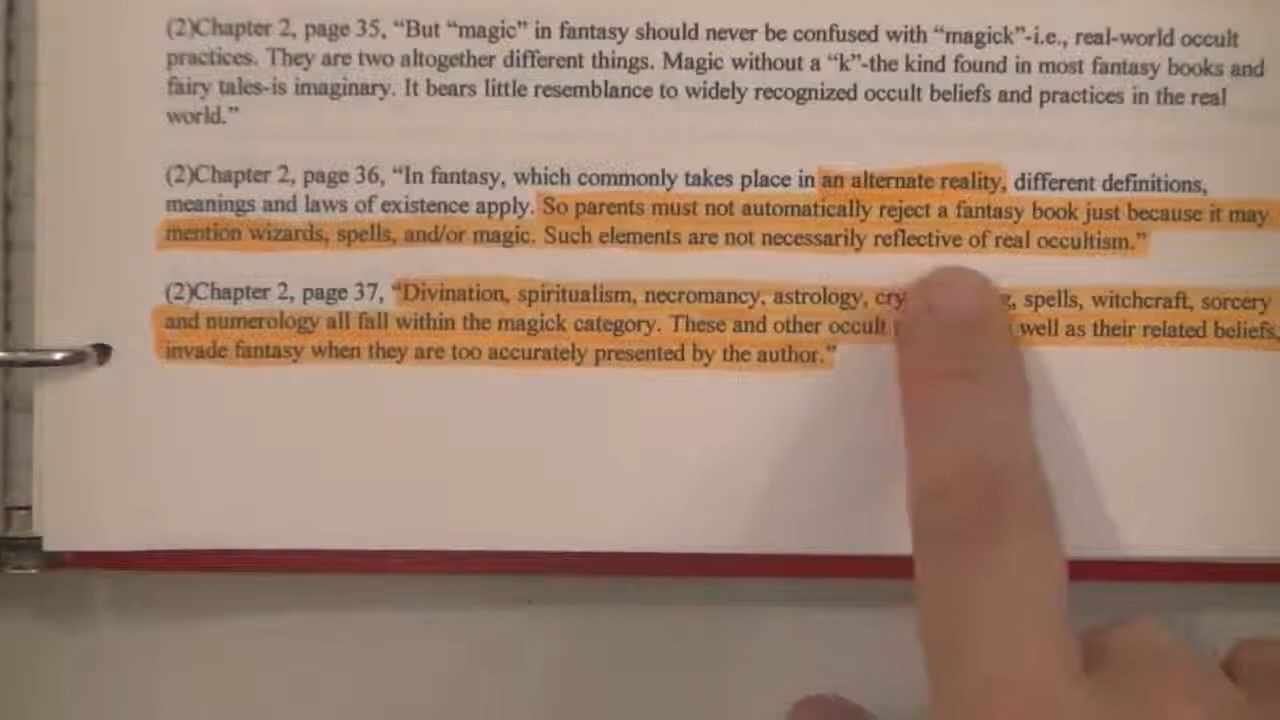 (2)Chapter 2, page 35, “But “magic” in fantasy should never be confused with “magick”-i.e., real-world occult
practices. They are two altogether different things. Magic without a “k”-the kind found in most fantasy books and
fairy tales-is imaginary. It bears little resemblance to widely recognized occult beliefs and practices in the real
world.”
(2)Chapter 2, page 36, “In fantasy, which commonly takes place in an alternate reality, different definitions,
meanings and laws of existence apply. So parents must not automatically reject a fantasy book just because it may
mention wizards, spells, and/or magic. Such elements are not necessarily reflective of real occultism.”
(2)Chapter 2, page 37, “Divination, spiritualism, necromancy, astrology, spells, witchcraft, sorcery
and numerology all fall within the magick category. These and other occult well as their related beliefs,
invade fantasy when they are too accurately presented by the author.”